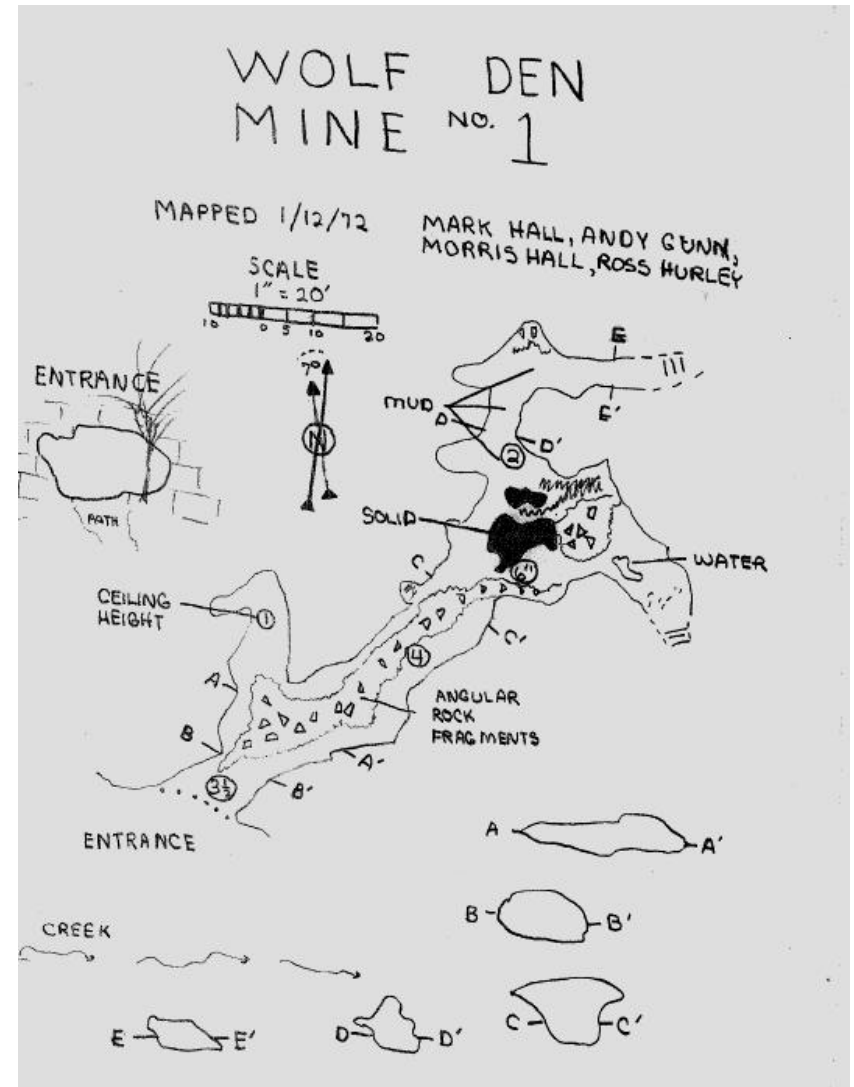 WOLF DEN
MINE NO. 1
MAPPED 1/12/72
MARK HALL, ANDY GUNN,
MORRIS HALL, ROSS HURLEY
SCALE
1" = 20'
10 0 5 10 20
7°
N
ENTRANCE
PATH
E
E'
MUD
D
D'
2
SOLID
WATER
6"
C
C'
CEILING
HEIGHT
1
4
A
ANGULAR
ROCK
FRAGMENTS
B
A'
3½
B'
ENTRANCE
A A'
B B'
CREEK
C C'
E E'
D D'